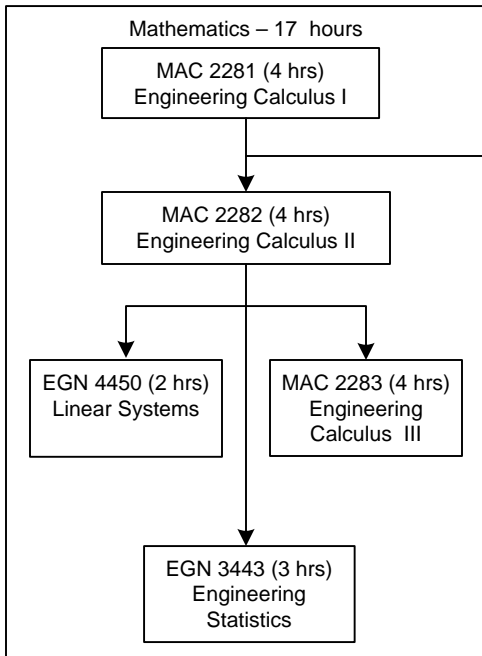 Mathematics – 17 hours
MAC 2281 (4 hrs)
Engineering Calculus I
MAC 2282 (4 hrs)
Engineering Calculus II
EGN 4450 (2 hrs)
Linear Systems
MAC 2283 (4 hrs)
Engineering
Calculus III
EGN 3443 (3 hrs)
Engineering
Statistics